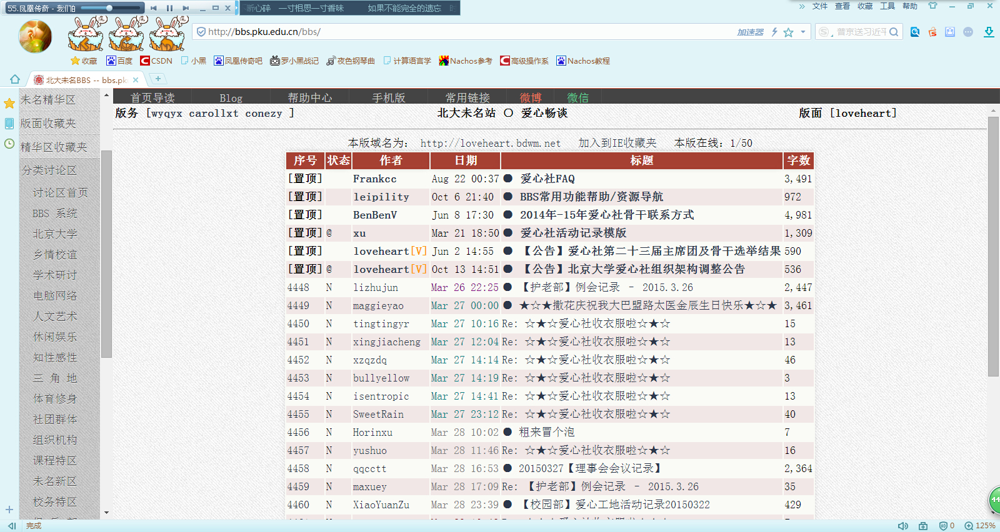 55.凤凰传奇 - 我们的
断心碎 一寸相思一寸香味 如果不能完全的遗忘
文件 查看 收藏 工具 帮助
http://bbs.pku.edu.cn/bbs/
加速器
普京送习近平
收藏 百度 CSDN 小黑 凤凰传奇吧 罗小黑战记 夜色钢琴曲 计算语言学 Nachos参考 高级操作系 Nachos教程
北大未名BBS -- bbs.pk
首页导读 Blog 帮助中心 手机版 常用链接 微博 微信
未名精华区
版面收藏夹
精华区收藏夹
分类讨论区
讨论区首页
BBS 系统
北京大学
乡情校谊
学术研讨
电脑网络
人文艺术
休闲娱乐
知性感性
三 角 地
体育修身
社团群体
组织机构
课程特区
未名新区
校务特区
版务 [wyqyx carollxt conezy ] 北大未名站 〇 爱心畅谈 版面 [loveheart]
本版域名为: http://loveheart.bdwm.net 加入到IE收藏夹 本版在线: 1/50
序号 状态 作者 日期 标题 字数
[置顶] Frankcc Aug 22 00:37 ● 爱心社FAQ 3,491
[置顶] leipility Oct 6 21:40 ● BBS常用功能帮助/资源导航 972
[置顶] BenBenV Jun 8 17:30 ● 2014年-15年爱心社骨干联系方式 4,981
[置顶] @ xu Mar 21 18:50 ● 爱心社活动记录模版 1,309
[置顶] loveheart[V] Jun 2 14:55 ● 【公告】爱心社第二十三届主席团及骨干选举结果 590
[置顶] @ loveheart[V] Oct 13 14:51 ● 【公告】北京大学爱心社组织架构调整公告 536
4448 N lizhujun Mar 26 22:25 ● 【护老部】例会记录 - 2015.3.26 2,447
4449 N maggieyao Mar 27 00:00 ● ★☆★撒花庆祝我大巴盟路太医金辰生日快乐★☆★ 3,461
4450 N tingtingyr Mar 27 10:16 Re: ☆★☆爱心社收衣服啦☆★☆ 15
4451 N xingjiacheng Mar 27 12:04 Re: ☆★☆爱心社收衣服啦☆★☆ 13
4452 N xzqzdq Mar 27 14:14 Re: ☆★☆爱心社收衣服啦☆★☆ 46
4453 N bullyellow Mar 27 14:19 Re: ☆★☆爱心社收衣服啦☆★☆ 3
4454 N isentropic Mar 27 14:41 Re: ☆★☆爱心社收衣服啦☆★☆ 13
4455 N SweetRain Mar 27 23:12 Re: ☆★☆爱心社收衣服啦☆★☆ 40
4456 N Horinxu Mar 28 10:02 ● 粗来冒个泡 7
4457 N yushuo Mar 28 11:46 Re: ☆★☆爱心社收衣服啦☆★☆ 16
4458 N qqcctt Mar 28 16:53 ● 20150327【理事会会议记录】 2,364
4459 N maxuey Mar 28 17:09 Re: 【护老部】例会记录 - 2015.3.26 35
4460 N XiaoYuanZu Mar 28 23:39 ● 【校园部】爱心工地活动记录20150322 429
44
完成
0 125%